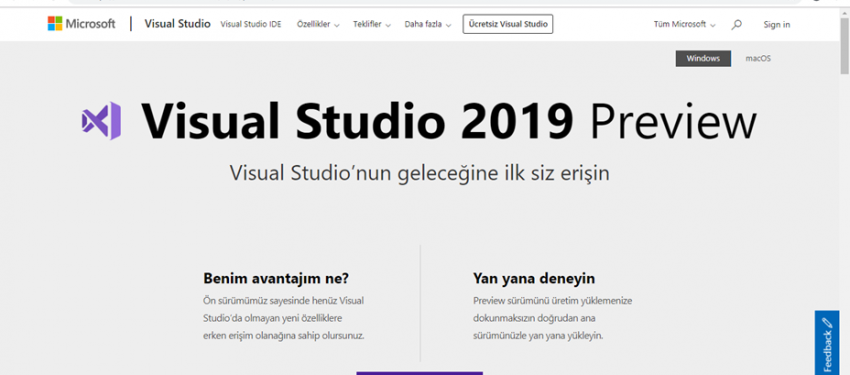 Microsoft | Visual Studio Visual Studio IDE Özellikler Teklifler Daha fazla Ücretsiz Visual Studio Tüm Microsoft Sign in
Windows macOS
Visual Studio 2019 Preview
Visual Studio'nun geleceğine ilk siz erişin
Benim avantajım ne?
Ön sürümümüz sayesinde henüz Visual
Studio'da olmayan yeni özelliklere
erken erişim olanağına sahip olursunuz.
Yan yana deneyin
Preview sürümünü üretim yüklemenize
dokunmaksızın doğrudan ana
sürümünüzle yan yana yükleyin.
Feedback